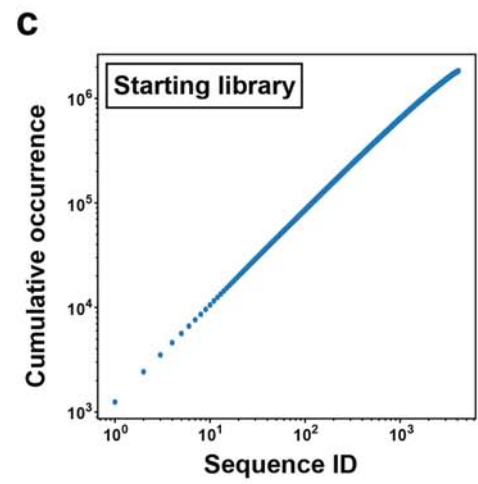 c
Starting library
Cumulative occurrence
10⁶
10⁵
10⁴
10³
10⁰ 10¹ 10² 10³
Sequence ID